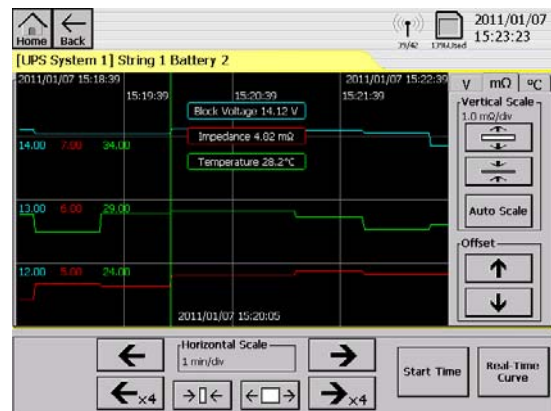 Home Back
39/42
17M Used
2011/01/07
15:23:23
[UPS System 1] String 1 Battery 2
2011/01/07 15:18:39 2011/01/07 15:22:39
15:19:39 15:20:39 15:21:39
Block Voltage 14.12 V
Impedance 4.82 mΩ
Temperature 28.2°C
14.00 7.00 34.00
13.00 6.00 29.00
12.00 5.00 24.00
2011/01/07 15:20:05
V mΩ °C
Vertical Scale
1.0 mΩ/div
Auto Scale
Offset
Horizontal Scale
1 min/div
x4
x4
Start Time
Real-Time
Curve